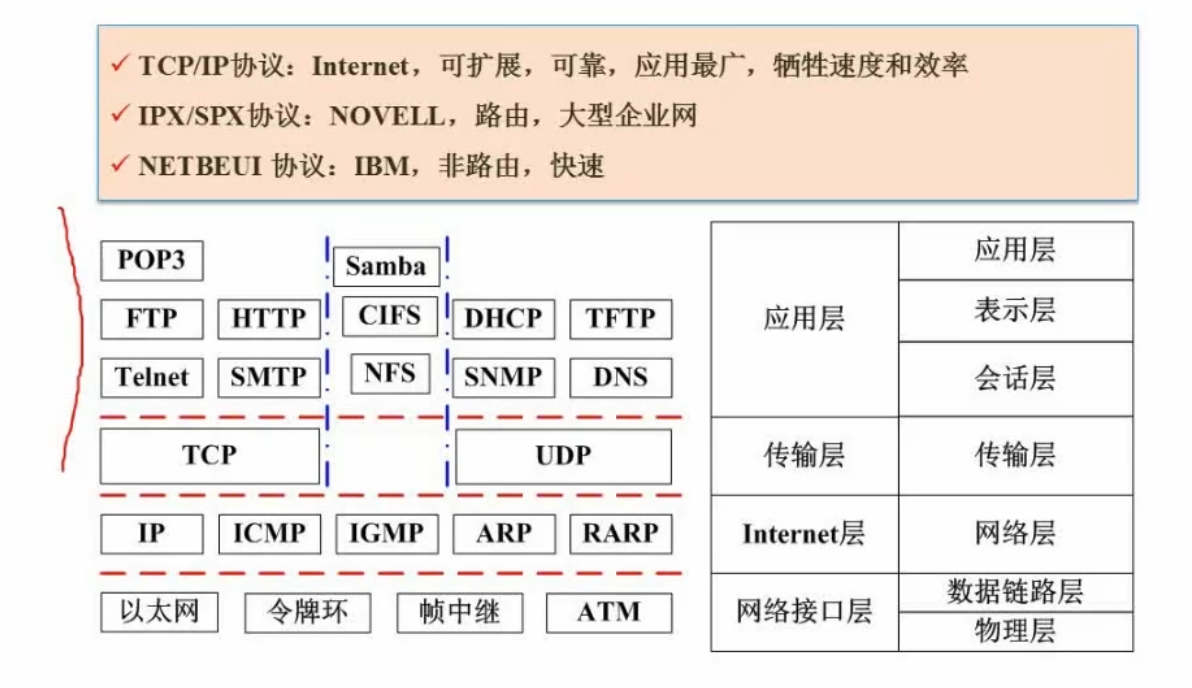 ✓ TCP/IP协议：Internet，可扩展，可靠，应用最广，牺牲速度和效率
✓ IPX/SPX协议：NOVELL，路由，大型企业网
✓ NETBEUI 协议：IBM，非路由，快速
POP3 Samba
FTP HTTP CIFS DHCP TFTP
Telnet SMTP NFS SNMP DNS
TCP UDP
IP ICMP IGMP ARP RARP
以太网 令牌环 帧中继 ATM
应用层 应用层
表示层
会话层
传输层 传输层
Internet层 网络层
网络接口层 数据链路层
物理层